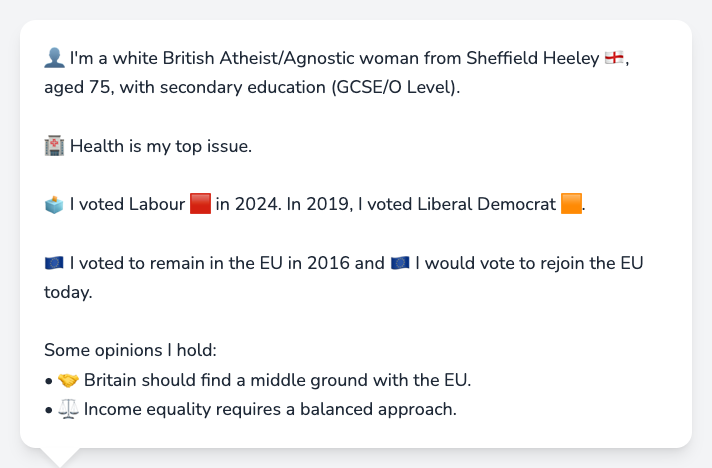 👤 I'm a white British Atheist/Agnostic woman from Sheffield Heeley 🏴󠁧󠁢󠁥󠁮󠁧󠁿,
aged 75, with secondary education (GCSE/O Level).
🏥 Health is my top issue.
🗳️ I voted Labour 🟥 in 2024. In 2019, I voted Liberal Democrat 🟧.
🇪🇺 I voted to remain in the EU in 2016 and 🇪🇺 I would vote to rejoin the EU
today.
Some opinions I hold:
• 🤝 Britain should find a middle ground with the EU.
• ⚖️ Income equality requires a balanced approach.